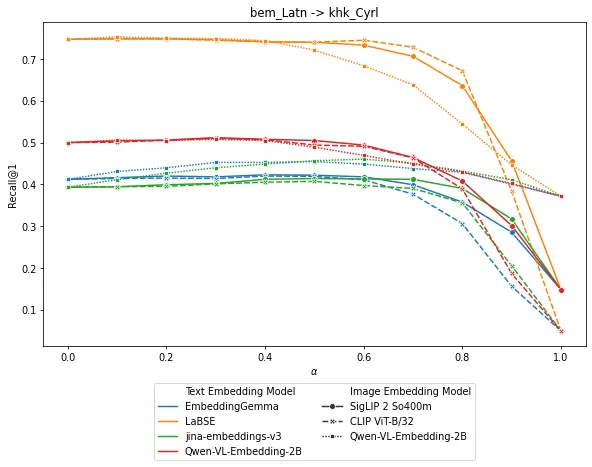 bem_Latn -> khk_Cyrl
Recall@1
0.7
0.6
0.5
0.4
0.3
0.2
0.1
0.0 0.2 0.4 0.6 0.8 1.0
α
Text Embedding Model
EmbeddingGemma
LaBSE
jina-embeddings-v3
Qwen-VL-Embedding-2B
Image Embedding Model
SigLIP 2 So400m
CLIP ViT-B/32
Qwen-VL-Embedding-2B